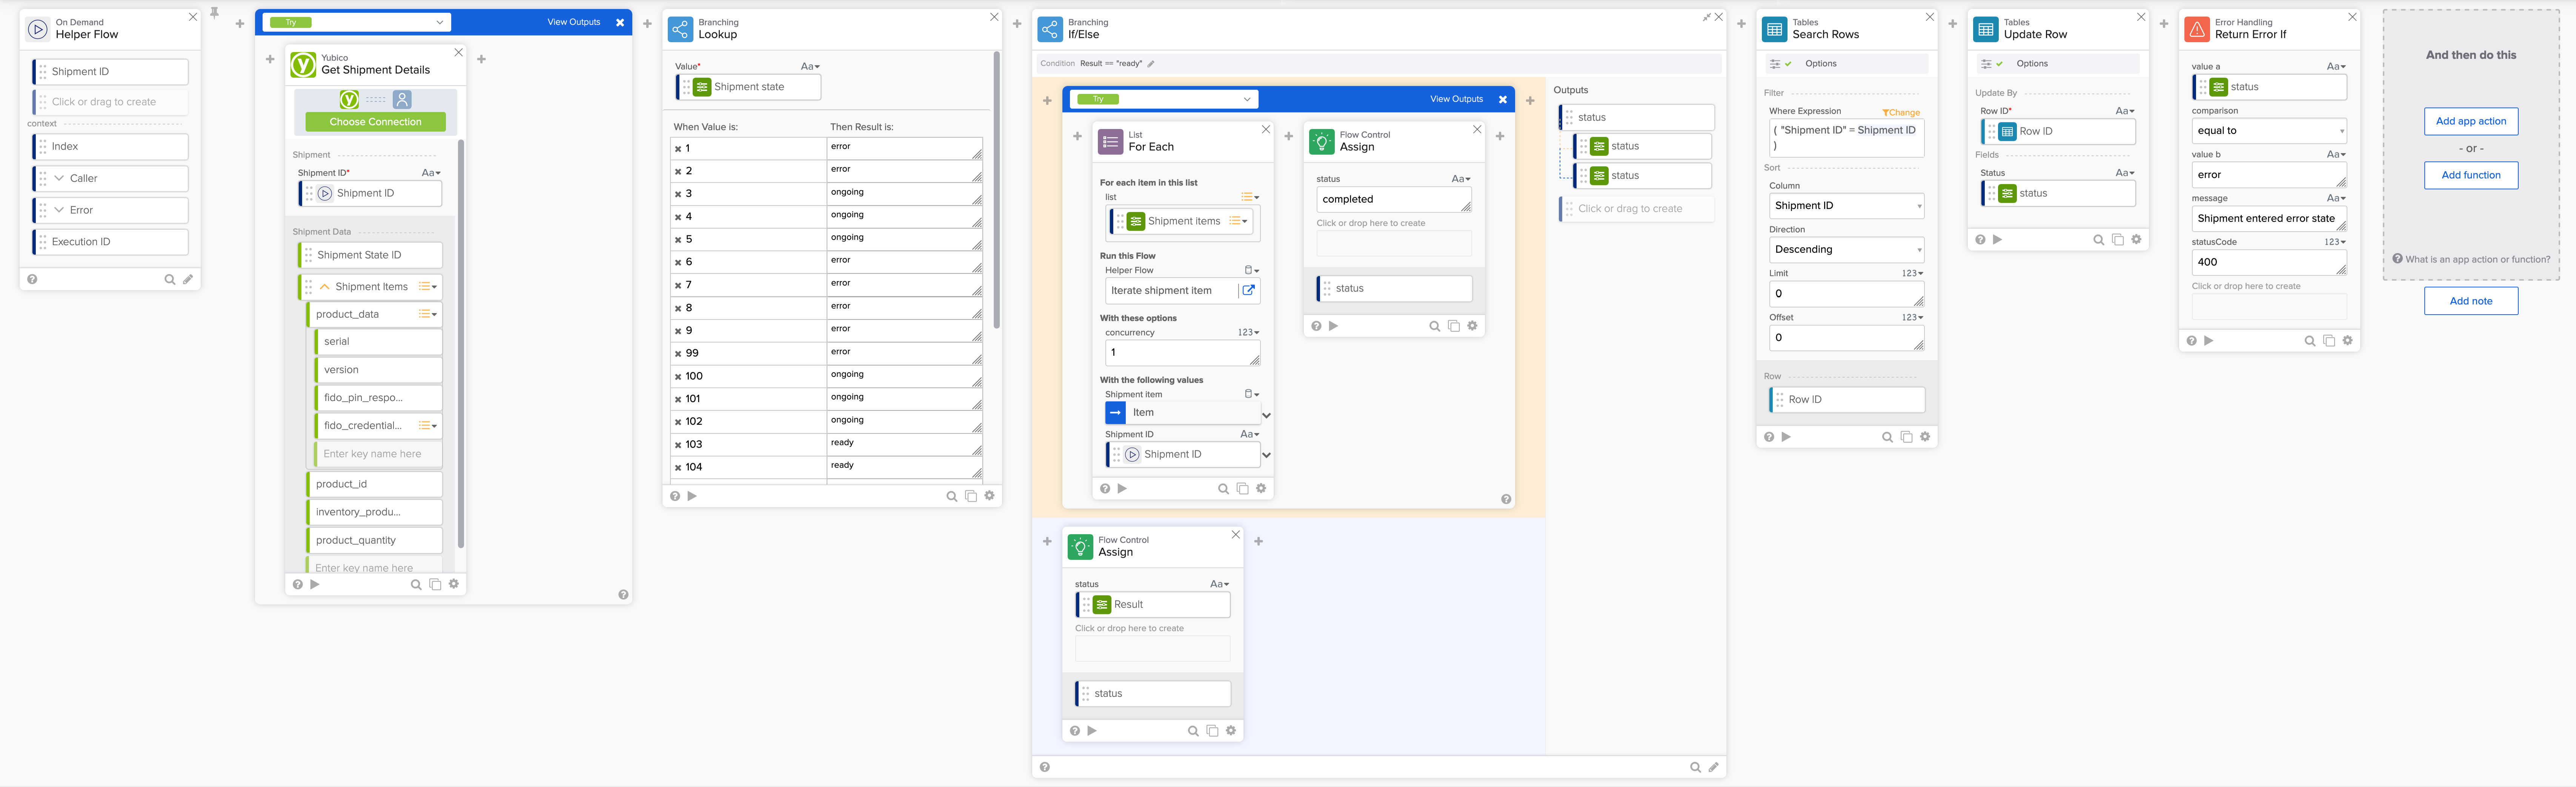 On Demand
Helper Flow
Shipment ID
Click or drag to create
context
Index
Caller
Error
Execution ID
Try
View Outputs
Yubico
Get Shipment Details
Choose Connection
Shipment
Shipment ID*
Aa
Shipment ID
Shipment Data
Shipment State ID
Shipment Items
product_data
serial
version
fido_pin_respo...
fido_credential...
Enter key name here
product_id
inventory_produ...
product_quantity
Enter key name here
Branching
Lookup
Value*
Aa
Shipment state
When Value is:
Then Result is:
1 error
2 error
3 ongoing
4 ongoing
5 ongoing
6 error
7 error
8 error
9 error
99 error
100 ongoing
101 ongoing
102 ongoing
103 ready
104 ready
Branching
If/Else
Condition Result == "ready"
Try
View Outputs
List
For Each
For each item in this list
list
Shipment items
Run this Flow
Helper Flow
Iterate shipment item
With these options
concurrency
123
1
With the following values
Shipment item
Item
Shipment ID
Aa
Shipment ID
Flow Control
Assign
status
Aa
completed
Click or drop here to create
status
Flow Control
Assign
status
Aa
Result
Click or drop here to create
status
Outputs
status
status
status
Click or drag to create
Tables
Search Rows
Options
Filter
Where Expression
Change
( "Shipment ID" = Shipment ID
)
Sort
Column
Shipment ID
Direction
Descending
Limit
123
0
Offset
123
0
Row
Row ID
Tables
Update Row
Options
Update By
Row ID*
Aa
Row ID
Fields
Status
Aa
status
Error Handling
Return Error If
value a
Aa
status
comparison
equal to
value b
Aa
error
message
Aa
Shipment entered error state
statusCode
123
400
Click or drop here to create
And then do this
Add app action
- or -
Add function
What is an app action or function?
Add note